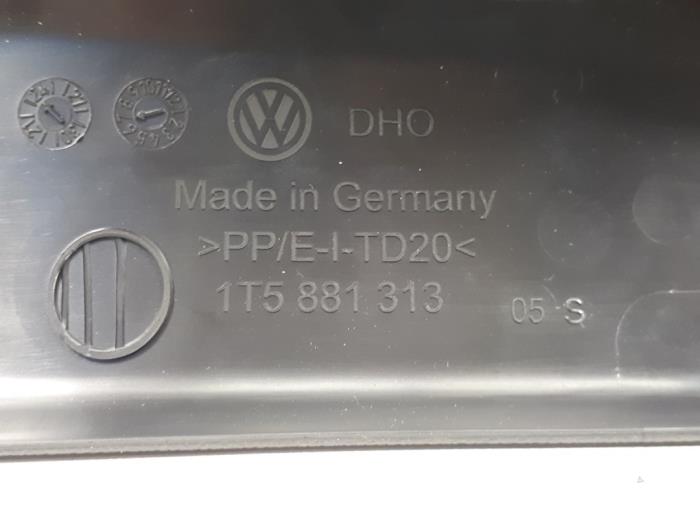 DHO
Made in Germany
>PP/E-I-TD20<
1T5 881 313
05 S